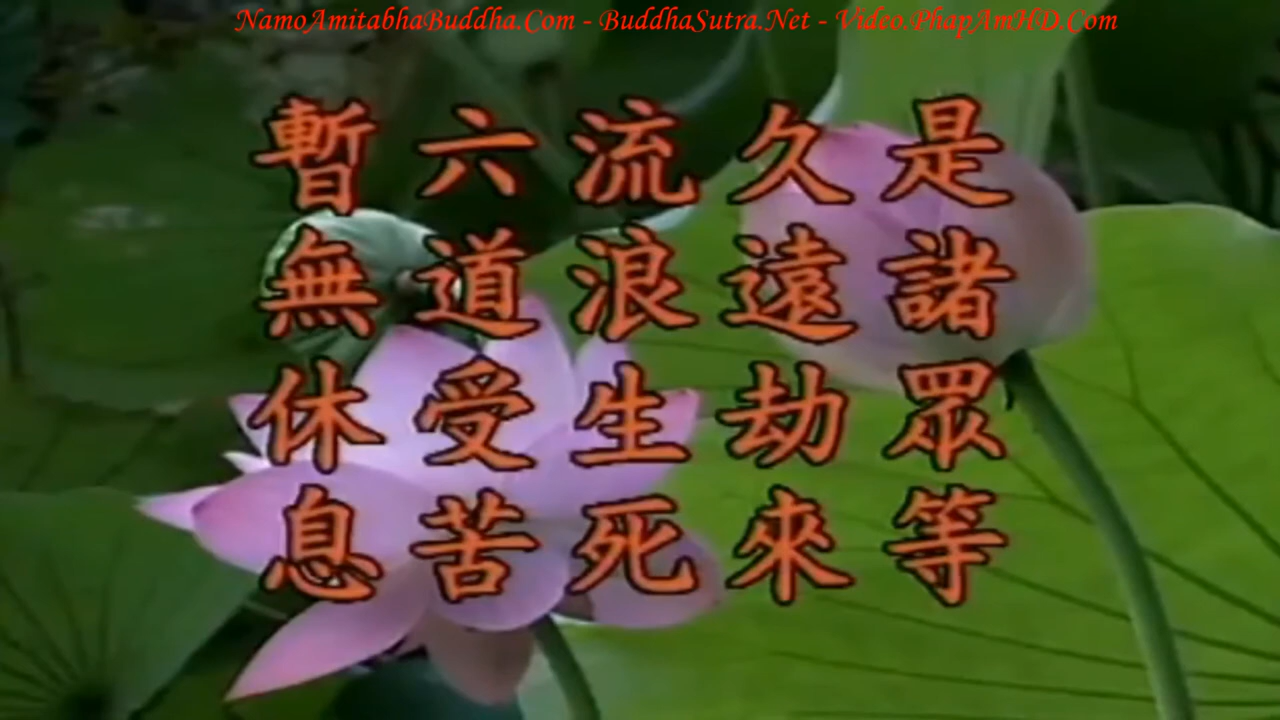 NamoAmitabhaBuddha.Com - BuddhaSutra.Net - Video.PhapAmHD.Com
是諸眾等
久遠劫來
流浪生死
六道受苦
暫無休息